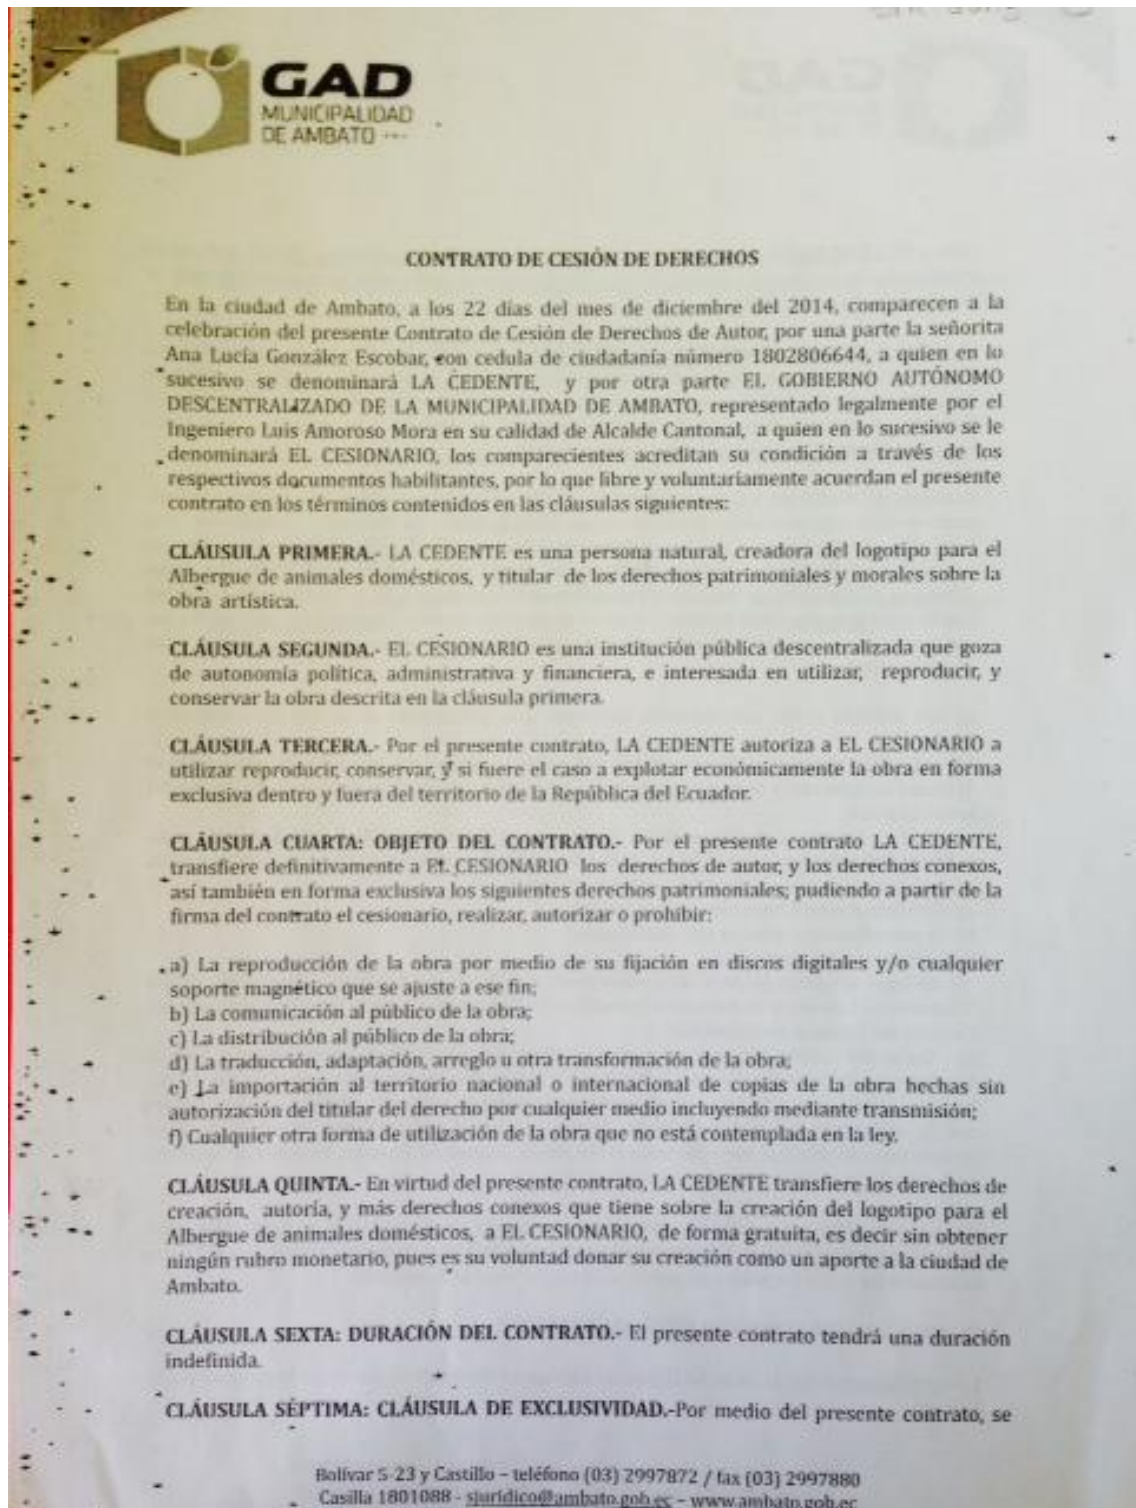 GAD
MUNICIPALIDAD
DE AMBATO
CONTRATO DE CESIÓN DE DERECHOS
En la ciudad de Ambato, a los 22 días del mes de diciembre del 2014, comparecen a la
celebración del presente Contrato de Cesión de Derechos de Autor, por una parte la señorita
Ana Lucía González Escobar, con cedula de ciudadanía número 1802806644, a quien en lo
sucesivo se denominará LA CEDENTE, y por otra parte EL GOBIERNO AUTÓNOMO
DESCENTRALIZADO DE LA MUNICIPALIDAD DE AMBATO, representado legalmente por el
Ingeniero Luis Amoroso Mora en su calidad de Alcalde Cantonal, a quien en lo sucesivo se le
denominará EL CESIONARIO, los comparecientes acreditan su condición a través de los
respectivos documentos habilitantes, por lo que libre y voluntariamente acuerdan el presente
contrato en los términos contenidos en las cláusulas siguientes:
CLÁUSULA PRIMERA.- LA CEDENTE es una persona natural, creadora del logotipo para el
Albergue de animales domésticos, y titular de los derechos patrimoniales y morales sobre la
obra artística.
CLÁUSULA SEGUNDA.- EL CESIONARIO es una institución pública descentralizada que goza
de autonomía política, administrativa y financiera, e interesada en utilizar, reproducir, y
conservar la obra descrita en la cláusula primera.
CLÁUSULA TERCERA.- Por el presente contrato, LA CEDENTE autoriza a EL CESIONARIO a
utilizar reproducir, conservar, y si fuere el caso a explotar económicamente la obra en forma
exclusiva dentro y fuera del territorio de la República del Ecuador.
CLÁUSULA CUARTA: OBJETO DEL CONTRATO.- Por el presente contrato LA CEDENTE,
transfiere definitivamente a EL CESIONARIO los derechos de autor, y los derechos conexos,
así también en forma exclusiva los siguientes derechos patrimoniales; pudiendo a partir de la
firma del contrato el cesionario, realizar, autorizar o prohibir:
a) La reproducción de la obra por medio de su fijación en discos digitales y/o cualquier
soporte magnético que se ajuste a ese fin;
b) La comunicación al público de la obra;
c) La distribución al público de la obra;
d) La traducción, adaptación, arreglo u otra transformación de la obra;
e) La importación al territorio nacional o internacional de copias de la obra hechas sin
autorización del titular del derecho por cualquier medio incluyendo mediante transmisión;
f) Cualquier otra forma de utilización de la obra que no está contemplada en la ley.
CLÁUSULA QUINTA.- En virtud del presente contrato, LA CEDENTE transfiere los derechos de
creación, autoría, y más derechos conexos que tiene sobre la creación del logotipo para el
Albergue de animales domésticos, a EL CESIONARIO, de forma gratuita, es decir sin obtener
ningún rubro monetario, pues es su voluntad donar su creación como un aporte a la ciudad de
Ambato.
CLÁUSULA SEXTA: DURACIÓN DEL CONTRATO.- El presente contrato tendrá una duración
indefinida.
CLÁUSULA SÉPTIMA: CLÁUSULA DE EXCLUSIVIDAD.-Por medio del presente contrato, se
Bolívar 5-23 y Castillo – teléfono (03) 2997872 / fax (03) 2997880
Casilla 1801088 - sjuridico@ambato.gob.ec – www.ambato.gob.ec